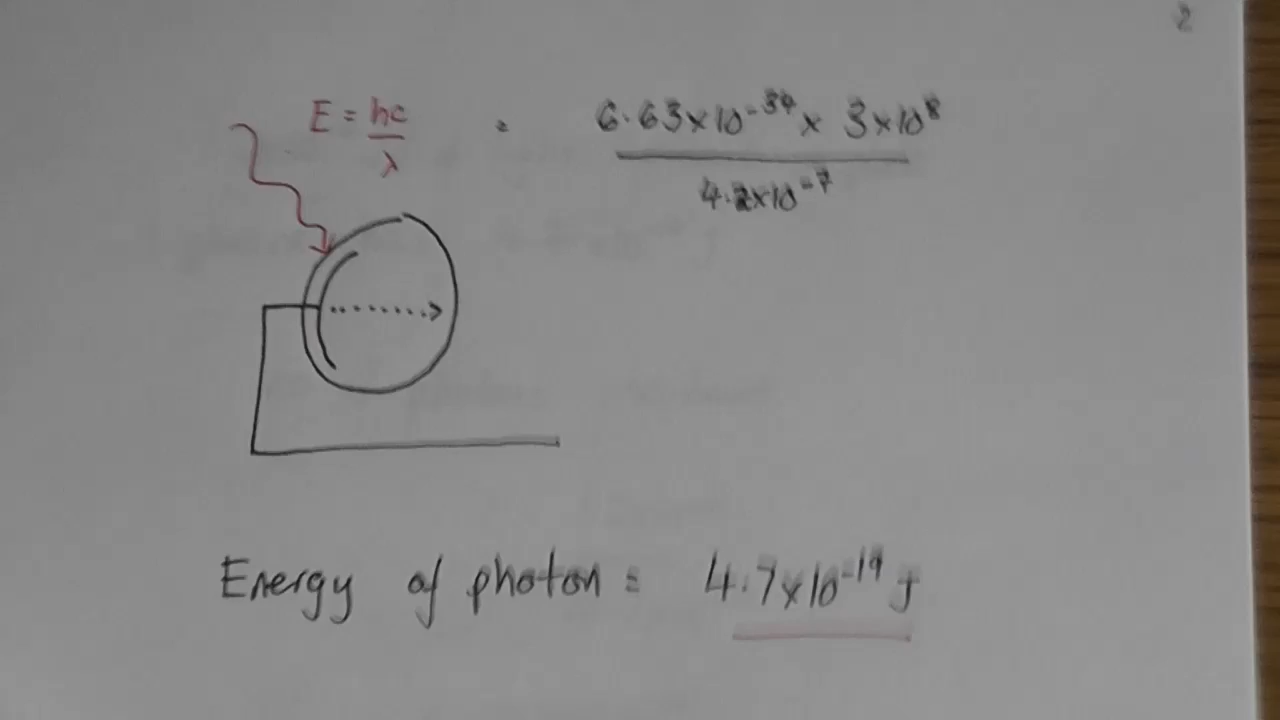 2
E = hc/λ = 6.63×10⁻³⁴ × 3×10⁸ / 4.2×10⁻⁷
Energy of photon = 4.7×10⁻¹⁹ J